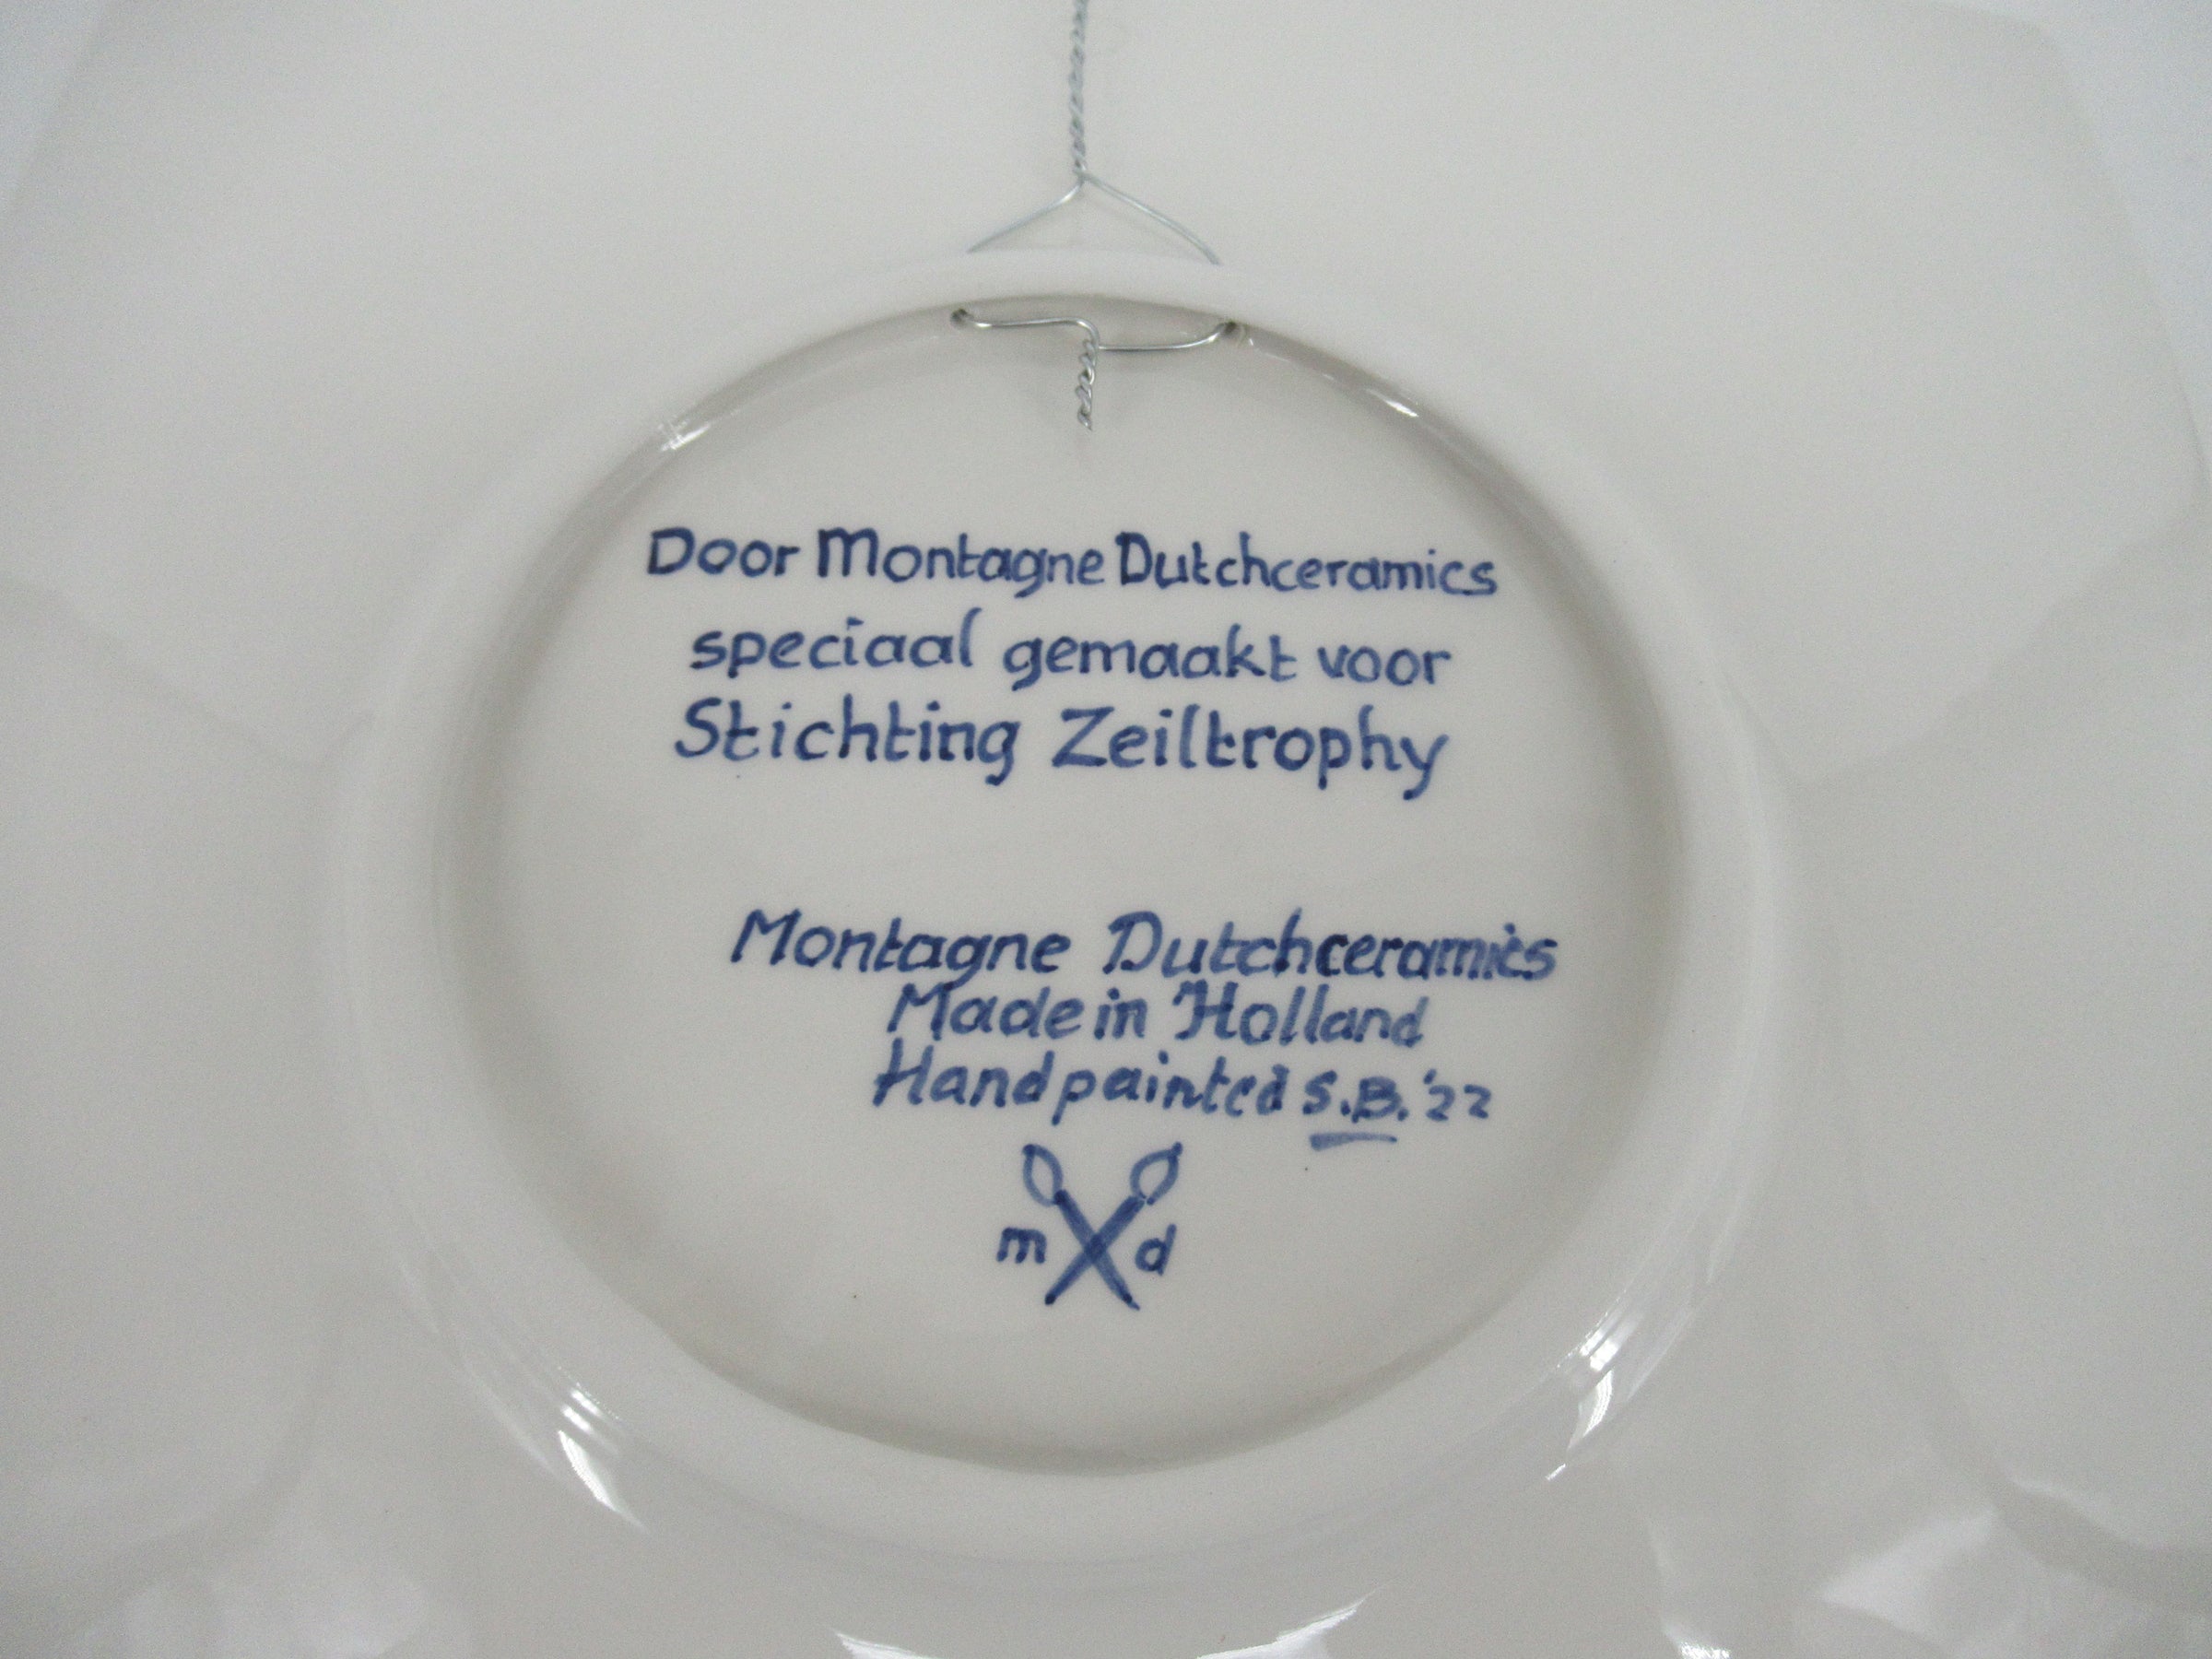 Door Montagne Dutchceramics
speciaal gemaakt voor
Stichting Zeiltrophy
Montagne Dutchceramics
Made in Holland
Handpainted S.B. '22
m d